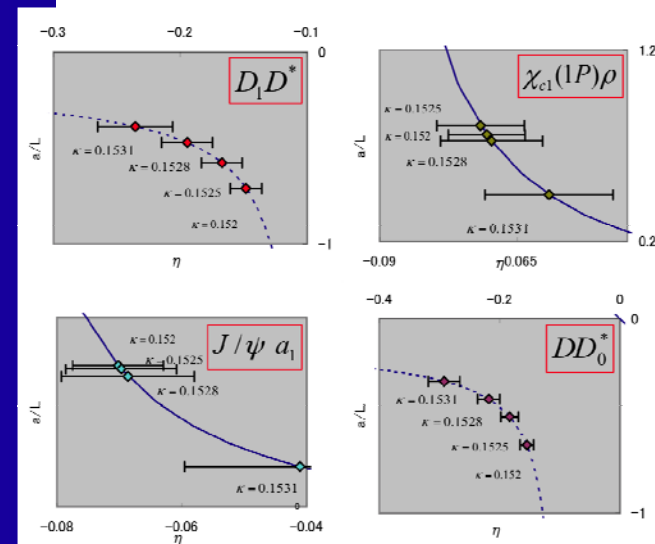 −0.3 −0.2 −0.1
0
D₁D*
a/L
κ = 0.1531
κ = 0.1528
κ = 0.1525
κ = 0.152
−1
η
1.2
χc1(1P)ρ
κ = 0.1525
κ = 0.152
a/L
κ = 0.1528
κ = 0.1531
0.2
−0.09 η0.065
J/ψ a₁
κ = 0.152
κ = 0.1525
κ = 0.1528
a/L
κ = 0.1531
0
−0.08 −0.06 −0.04
η
−0.4 −0.2 0
0
DD₀*
κ = 0.1531
a/L
κ = 0.1528
κ = 0.1525
κ = 0.152
−1
η